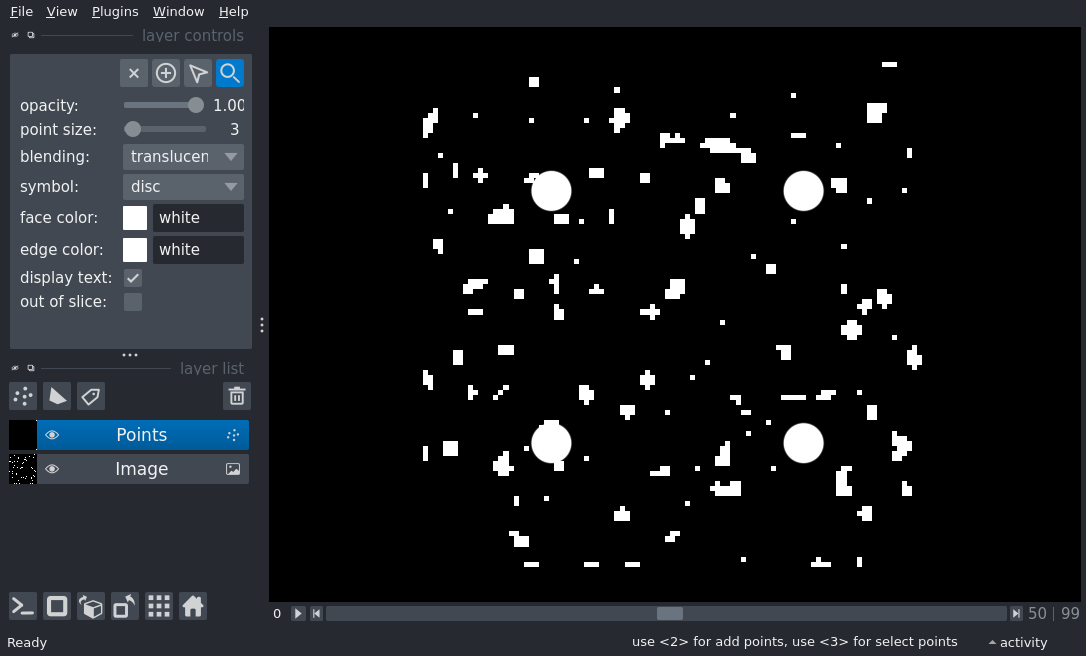 File View Plugins Window Help
layer controls
opacity: 1.00
point size: 3
blending: translucen
symbol: disc
face color: white
edge color: white
display text:
out of slice:
layer list
Points
Image
0 50 | 99
Ready use <2> for add points, use <3> for select points activity